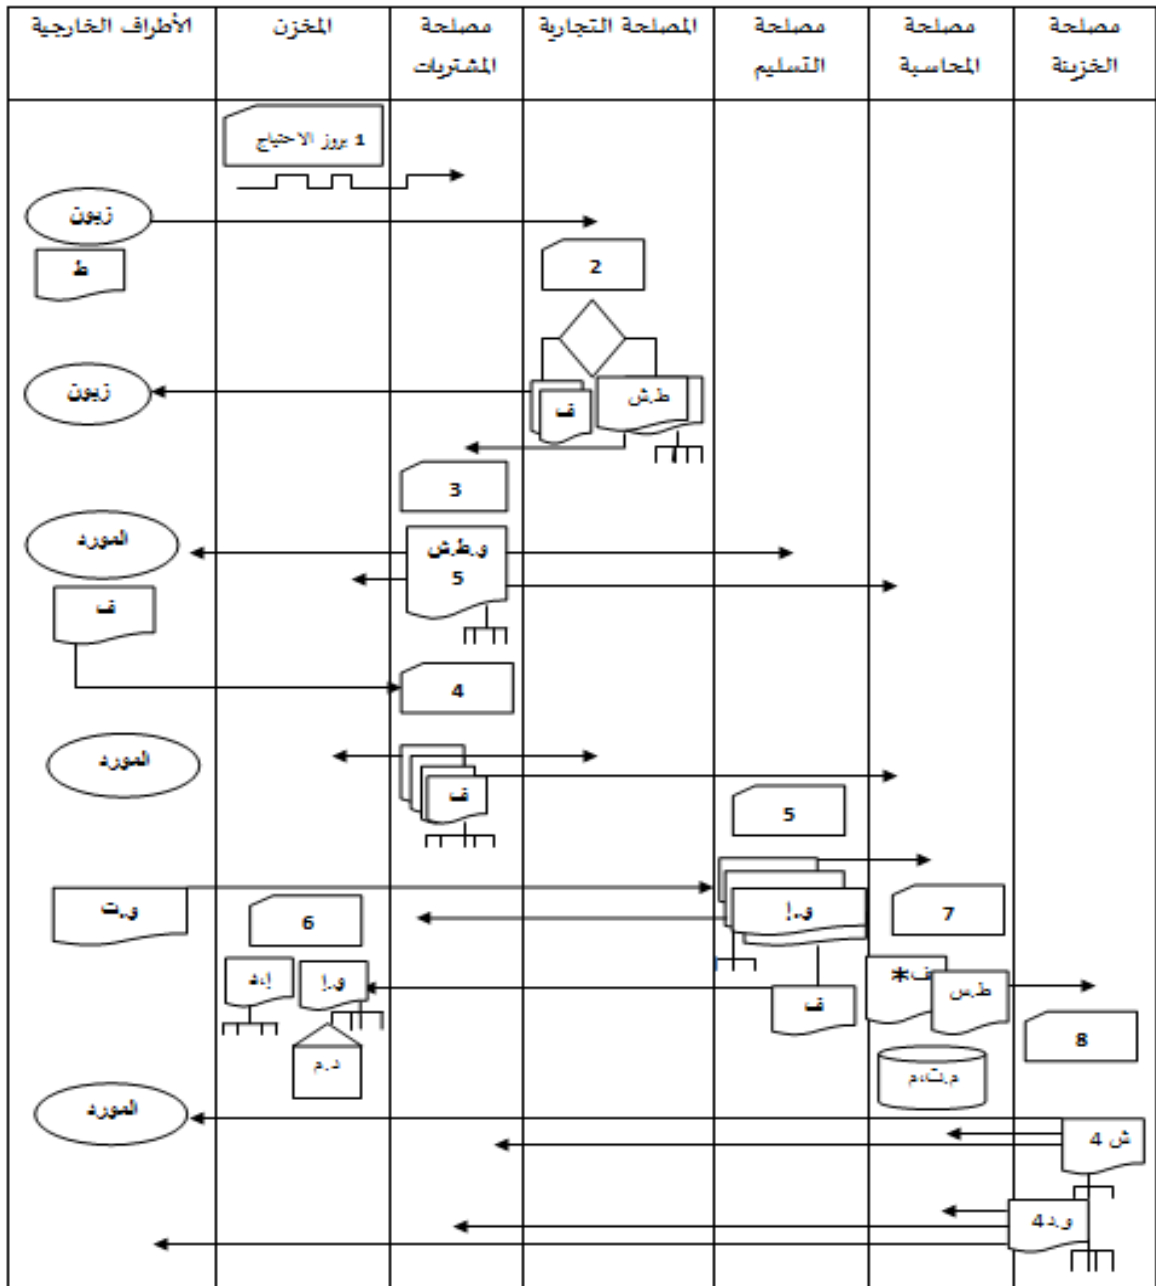 الأطراف الخارجية
المخزن
مصلحة
المشتريات
المصلحة التجارية
مصلحة
التسليم
مصلحة
المحاسبة
مصلحة
الخزينة
1 بروز الاحتياج
زبون
ط
2
زبون
ف
ط.ش
3
المورد
و.ط.ش
5
ف
4
المورد
ف
5
و.ت
6
و.إ
7
إ.د
و.إ
ف
ف*
ط.س
د.م
8
م.ت.م
المورد
ش 4
و.د4